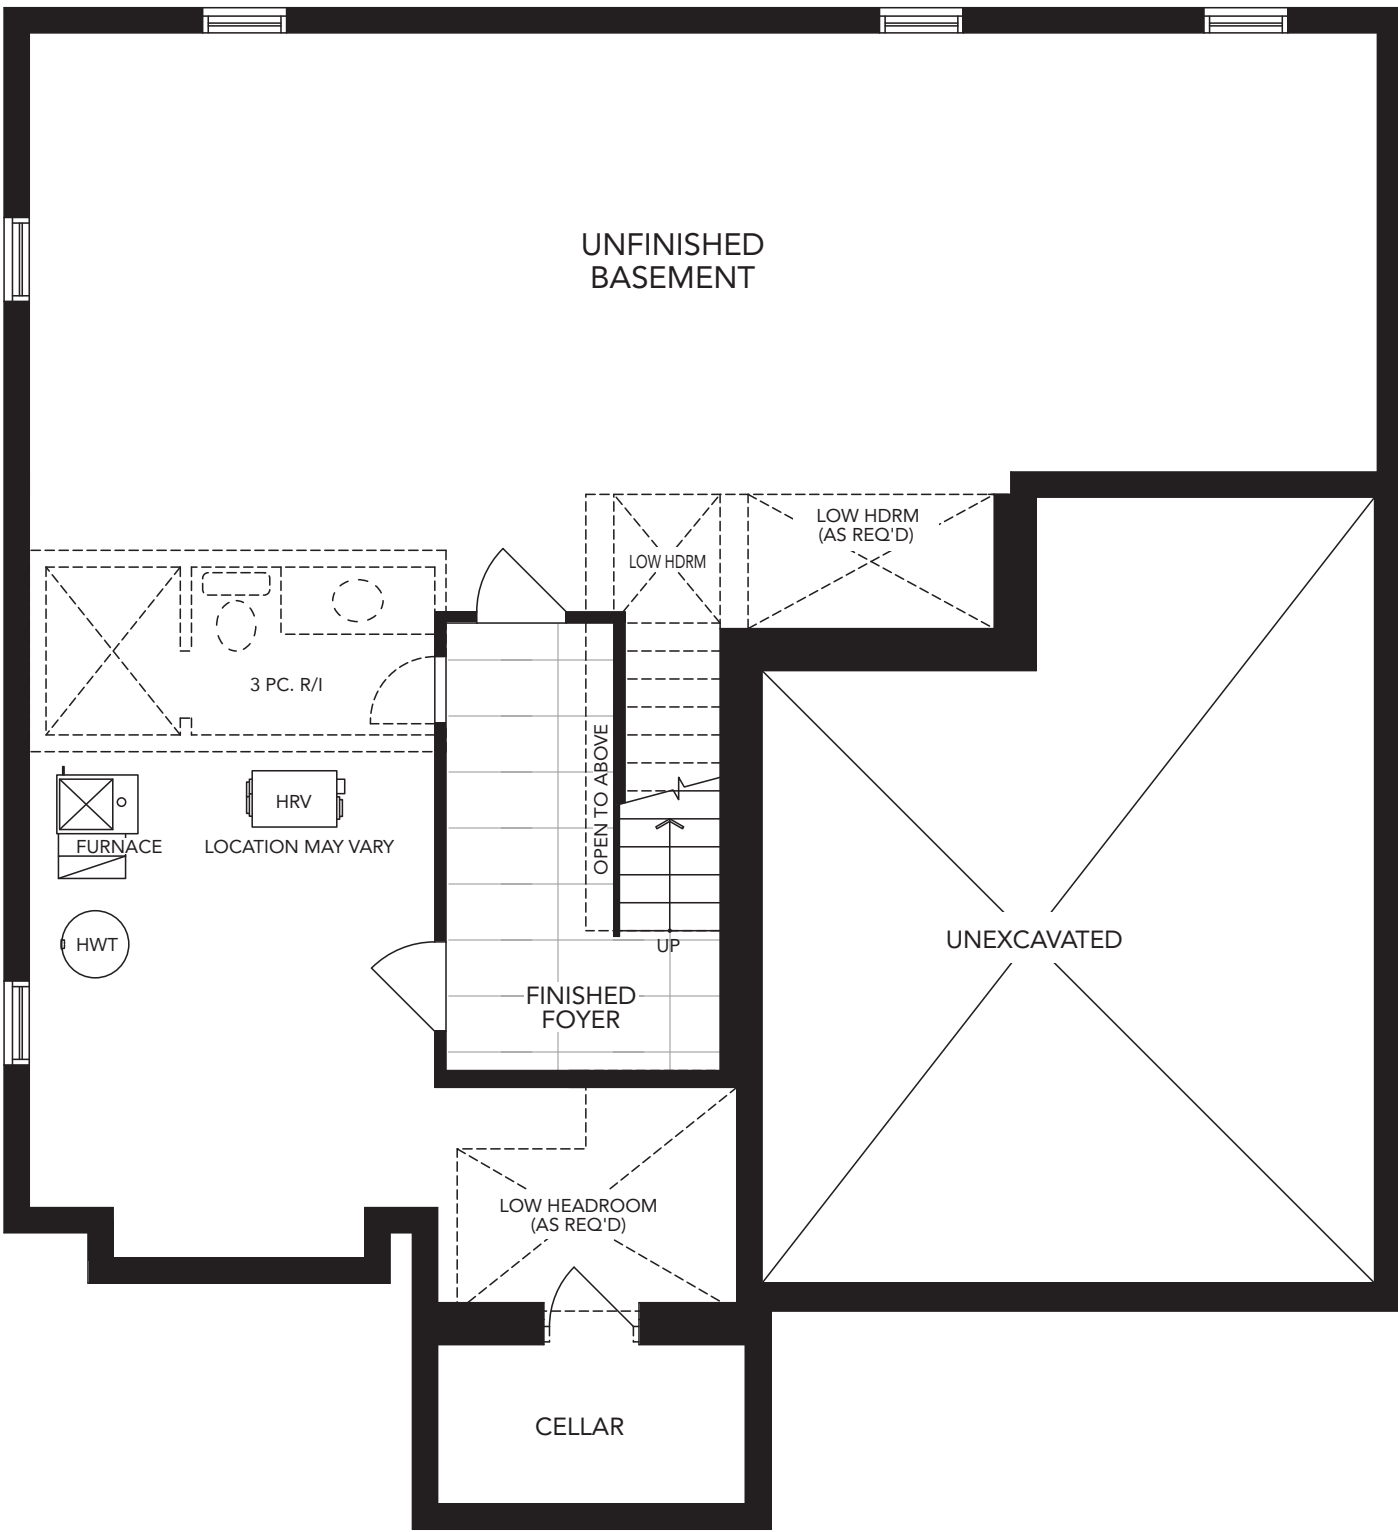 UNFINISHED
BASEMENT
LOW HDRM
(AS REQ'D)
LOW HDRM
3 PC. R/I
OPEN TO ABOVE
HRV
FURNACE
LOCATION MAY VARY
HWT
UP
UNEXCAVATED
FINISHED
FOYER
LOW HEADROOM
(AS REQ'D)
CELLAR